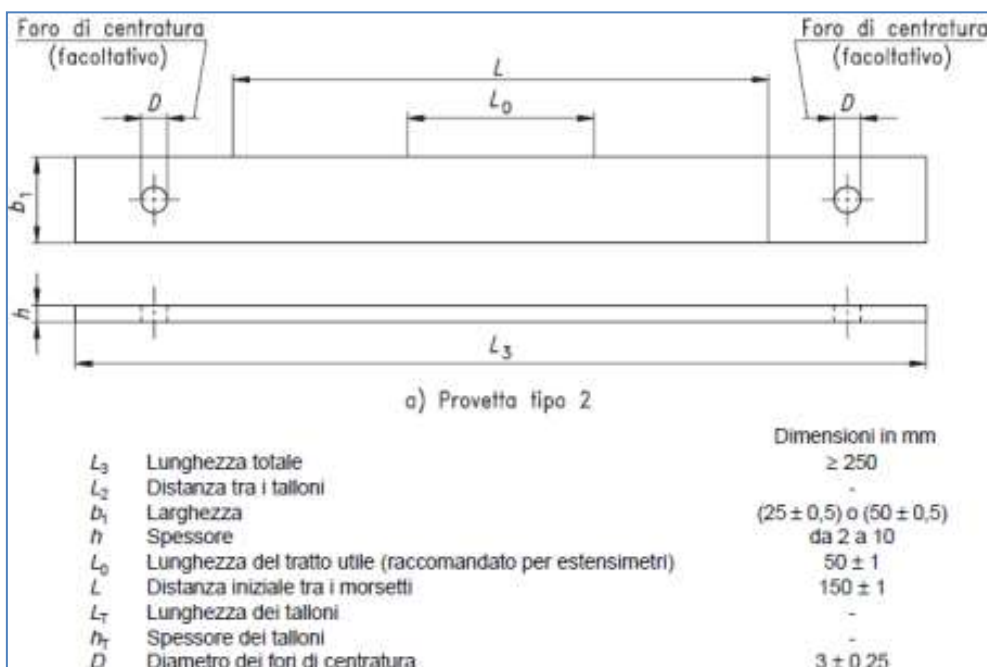 Foro di centratura
(facoltativo)
Foro di centratura
(facoltativo)
L
L₀
D
D
b₁
h
L₃
a) Provetta tipo 2
Dimensioni in mm
L₃ Lunghezza totale ≥ 250
L₂ Distanza tra i talloni -
b₁ Larghezza (25 ± 0,5) o (50 ± 0,5)
h Spessore da 2 a 10
L₀ Lunghezza del tratto utile (raccomandato per estensimetri) 50 ± 1
L Distanza iniziale tra i morsetti 150 ± 1
L_T Lunghezza dei talloni -
h_T Spessore dei talloni -
D Diametro dei fori di centratura 3 ± 0,25